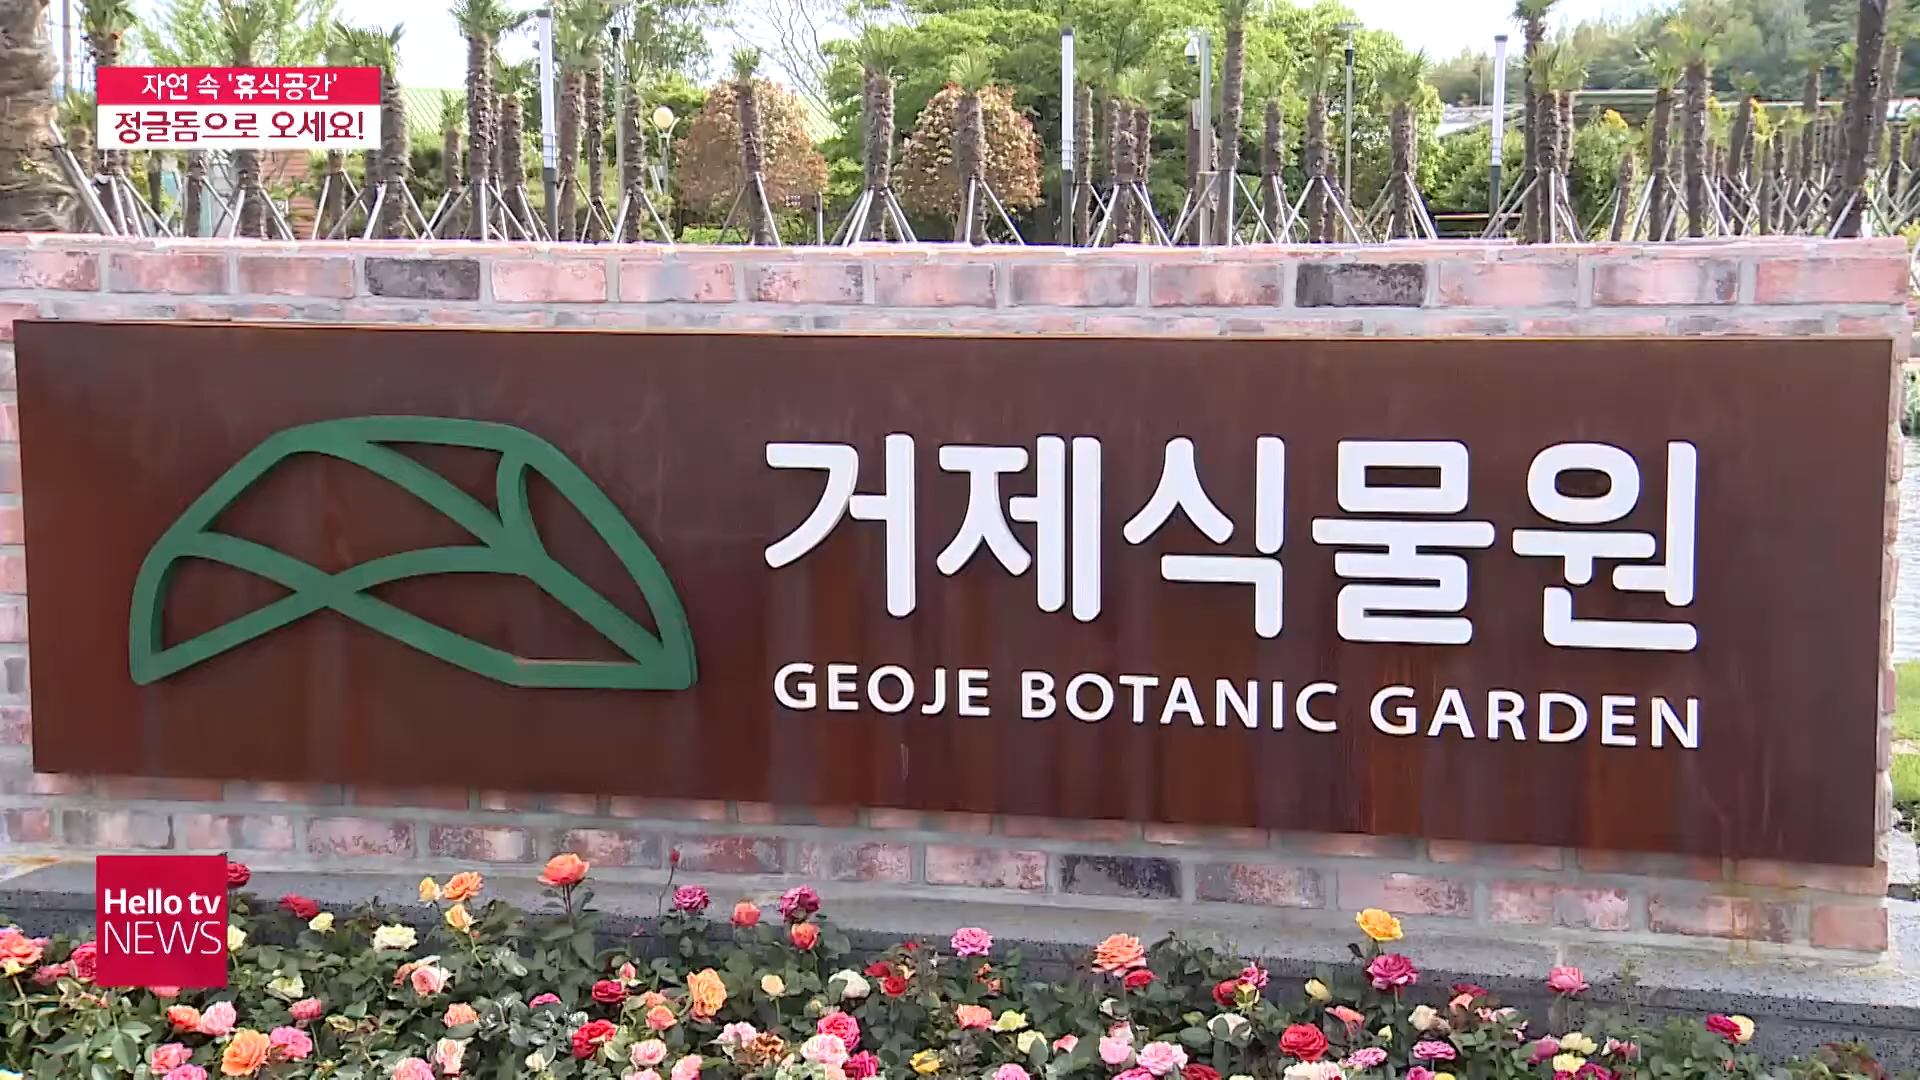 자연 속 '휴식공간'
정글돔으로 오세요!
거제식물원
GEOJE BOTANIC GARDEN
Hello tv
NEWS